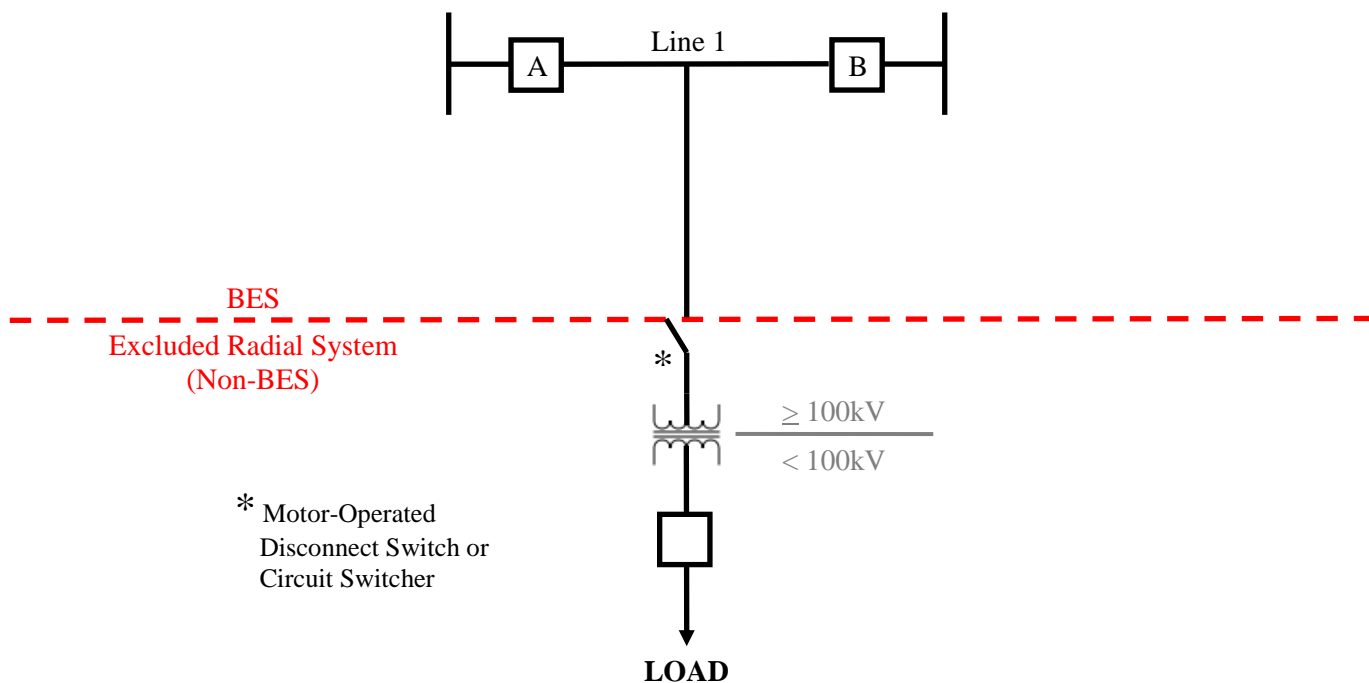 Line 1
A
B
BES
Excluded Radial System
(Non-BES)
*
≥ 100kV
< 100kV
* Motor-Operated
Disconnect Switch or
Circuit Switcher
LOAD